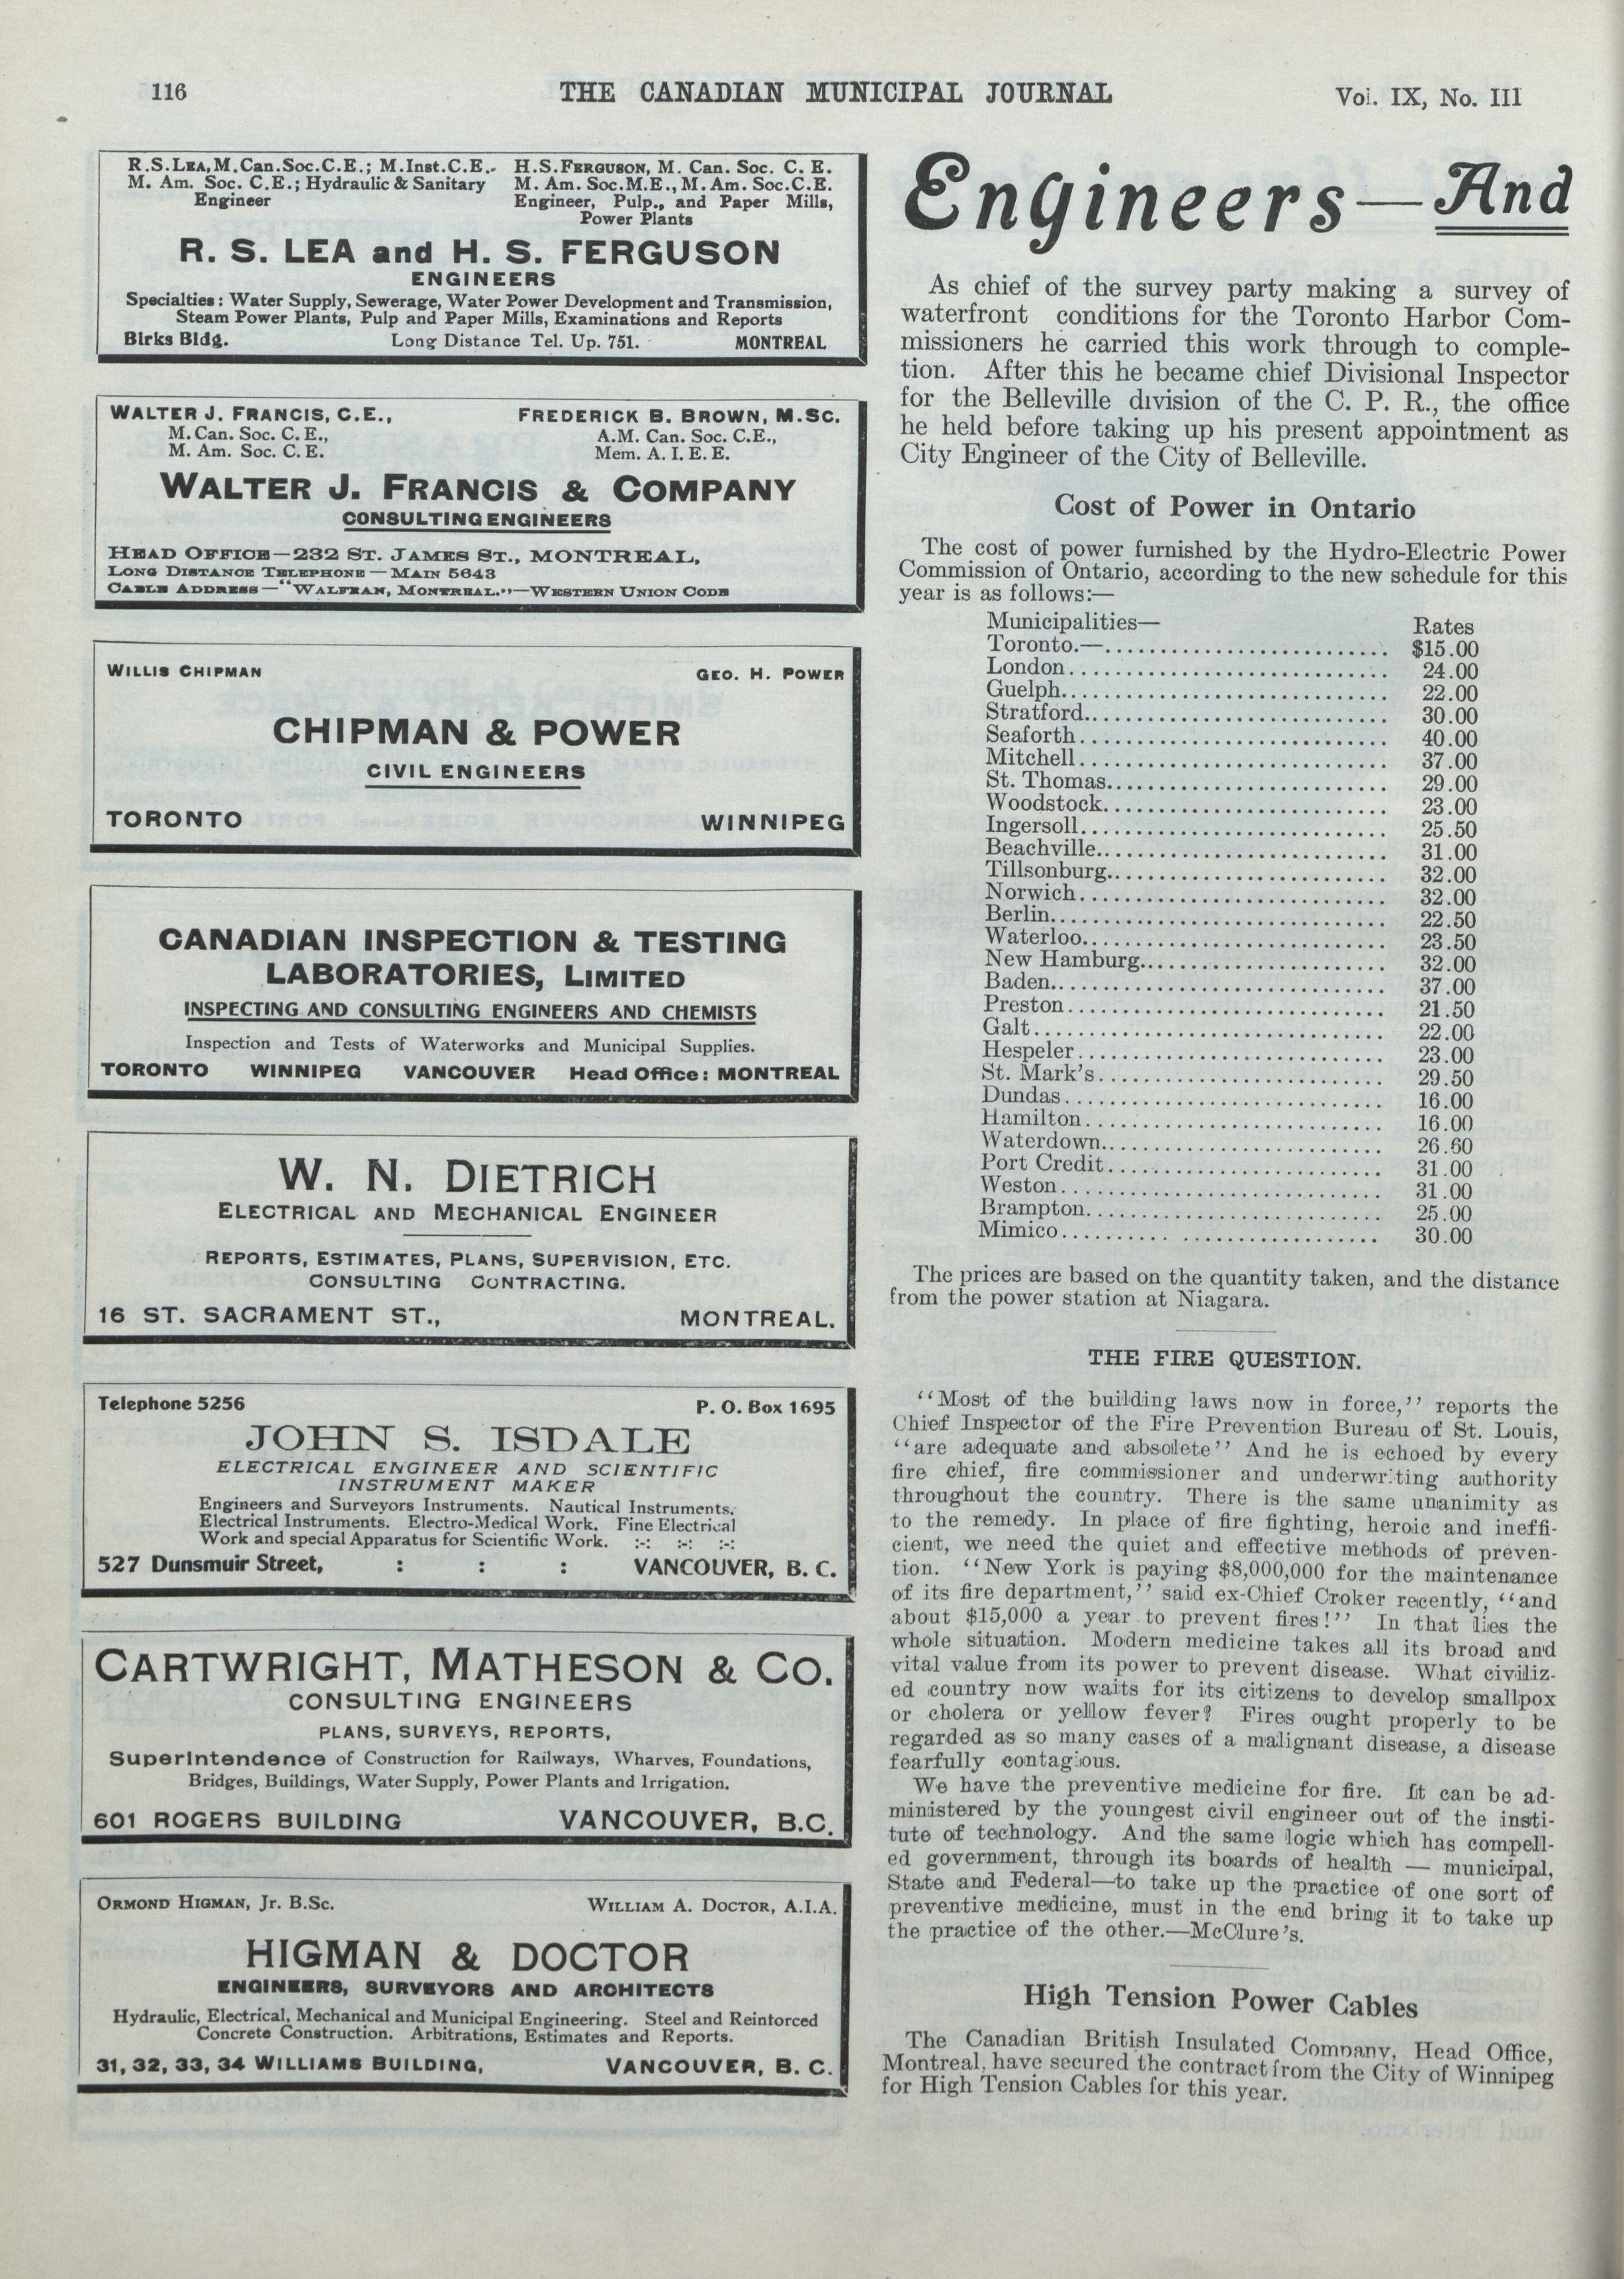 116
THE CANADIAN MUNICIPAL JOURNAL
Vol. IX, No. III
R.S.LEA, M.Can.Soc.C.E.; M.Inst.C.E.-
M. Am. Soc. C.E.; Hydraulic & Sanitary
Engineer
H.S.FERGUSON, M. Can. Soc. C. E.
M. Am. Soc.M.E., M. Am. Soc.C.E.
Engineer, Pulp., and Paper Mills,
Power Plants
R. S. LEA and H. S. FERGUSON
ENGINEERS
Specialties: Water Supply, Sewerage, Water Power Development and Transmission,
Steam Power Plants, Pulp and Paper Mills, Examinations and Reports
Birks Bldg. Long Distance Tel. Up. 751. MONTREAL
WALTER J. FRANCIS, C.E.,
M. Can. Soc. C. E.,
M. Am. Soc. C. E.
FREDERICK B. BROWN, M.SC.
A.M. Can. Soc. C.E.,
Mem. A. I. E. E.
WALTER J. FRANCIS & COMPANY
CONSULTING ENGINEERS
HEAD OFFICE—232 ST. JAMES ST., MONTREAL,
LONG DISTANCE TELEPHONE—MAIN 5643
CABLE ADDRESS—"WALFRAN, MONTREAL."—WESTERN UNION CODE
WILLIS CHIPMAN GEO. H. POWER
CHIPMAN & POWER
CIVIL ENGINEERS
TORONTO WINNIPEG
CANADIAN INSPECTION & TESTING
LABORATORIES, LIMITED
INSPECTING AND CONSULTING ENGINEERS AND CHEMISTS
Inspection and Tests of Waterworks and Municipal Supplies.
TORONTO WINNIPEG VANCOUVER Head Office: MONTREAL
W. N. DIETRICH
ELECTRICAL AND MECHANICAL ENGINEER
REPORTS, ESTIMATES, PLANS, SUPERVISION, ETC.
CONSULTING CONTRACTING.
16 ST. SACRAMENT ST., MONTREAL.
Telephone 5256 P. O. Box 1695
JOHN S. ISDALE
ELECTRICAL ENGINEER AND SCIENTIFIC
INSTRUMENT MAKER
Engineers and Surveyors Instruments. Nautical Instruments.
Electrical Instruments. Electro-Medical Work. Fine Electrical
Work and special Apparatus for Scientific Work. :-: :-: :-:
527 Dunsmuir Street, : : : VANCOUVER, B. C.
CARTWRIGHT, MATHESON & CO.
CONSULTING ENGINEERS
PLANS, SURVEYS, REPORTS,
Superintendence of Construction for Railways, Wharves, Foundations,
Bridges, Buildings, Water Supply, Power Plants and Irrigation.
601 ROGERS BUILDING VANCOUVER, B.C.
ORMOND HIGMAN, Jr. B.Sc. WILLIAM A. DOCTOR, A.I.A.
HIGMAN & DOCTOR
ENGINEERS, SURVEYORS AND ARCHITECTS
Hydraulic, Electrical, Mechanical and Municipal Engineering. Steel and Reinforced
Concrete Construction. Arbitrations, Estimates and Reports.
31, 32, 33, 34 WILLIAMS BUILDING, VANCOUVER, B. C.
Engineers—And
As chief of the survey party making a survey of
waterfront conditions for the Toronto Harbor Com-
missioners he carried this work through to comple-
tion. After this he became chief Divisional Inspector
for the Belleville division of the C. P. R., the office
he held before taking up his present appointment as
City Engineer of the City of Belleville.
Cost of Power in Ontario
The cost of power furnished by the Hydro-Electric Power
Commission of Ontario, according to the new schedule for this
year is as follows:—
Municipalities— Rates
Toronto.—.......................... $15.00
London............................. 24.00
Guelph............................. 22.00
Stratford........................... 30.00
Seaforth............................ 40.00
Mitchell............................ 37.00
St. Thomas......................... 29.00
Woodstock.......................... 23.00
Ingersoll............................ 25.50
Beachville.......................... 31.00
Tillsonburg......................... 32.00
Norwich............................ 32.00
Berlin.............................. 22.50
Waterloo........................... 23.50
New Hamburg...................... 32.00
Baden.............................. 37.00
Preston............................. 21.50
Galt................................ 22.00
Hespeler............................ 23.00
St. Mark's.......................... 29.50
Dundas............................. 16.00
Hamilton........................... 16.00
Waterdown......................... 26.60
Port Credit......................... 31.00
Weston............................. 31.00
Brampton........................... 25.00
Mimico............................. 30.00
The prices are based on the quantity taken, and the distance
from the power station at Niagara.
THE FIRE QUESTION.
"Most of the building laws now in force," reports the
Chief Inspector of the Fire Prevention Bureau of St. Louis,
"are adequate and absolete" And he is echoed by every
fire chief, fire commissioner and underwriting authority
throughout the country. There is the same unanimity as
to the remedy. In place of fire fighting, heroic and ineffi-
cient, we need the quiet and effective methods of preven-
tion. "New York is paying $8,000,000 for the maintenance
of its fire department," said ex-Chief Croker recently, "and
about $15,000 a year to prevent fires!" In that lies the
whole situation. Modern medicine takes all its broad and
vital value from its power to prevent disease. What civiliz-
ed country now waits for its citizens to develop smallpox
or cholera or yellow fever? Fires ought properly to be
regarded as so many cases of a malignant disease, a disease
fearfully contagious.
We have the preventive medicine for fire. It can be ad-
ministered by the youngest civil engineer out of the insti-
tute of technology. And the same logic which has compell-
ed government, through its boards of health — municipal,
State and Federal—to take up the practice of one sort of
preventive medicine, must in the end bring it to take up
the practice of the other.—McClure's.
High Tension Power Cables
The Canadian British Insulated Company, Head Office,
Montreal, have secured the contract from the City of Winnipeg
for High Tension Cables for this year.